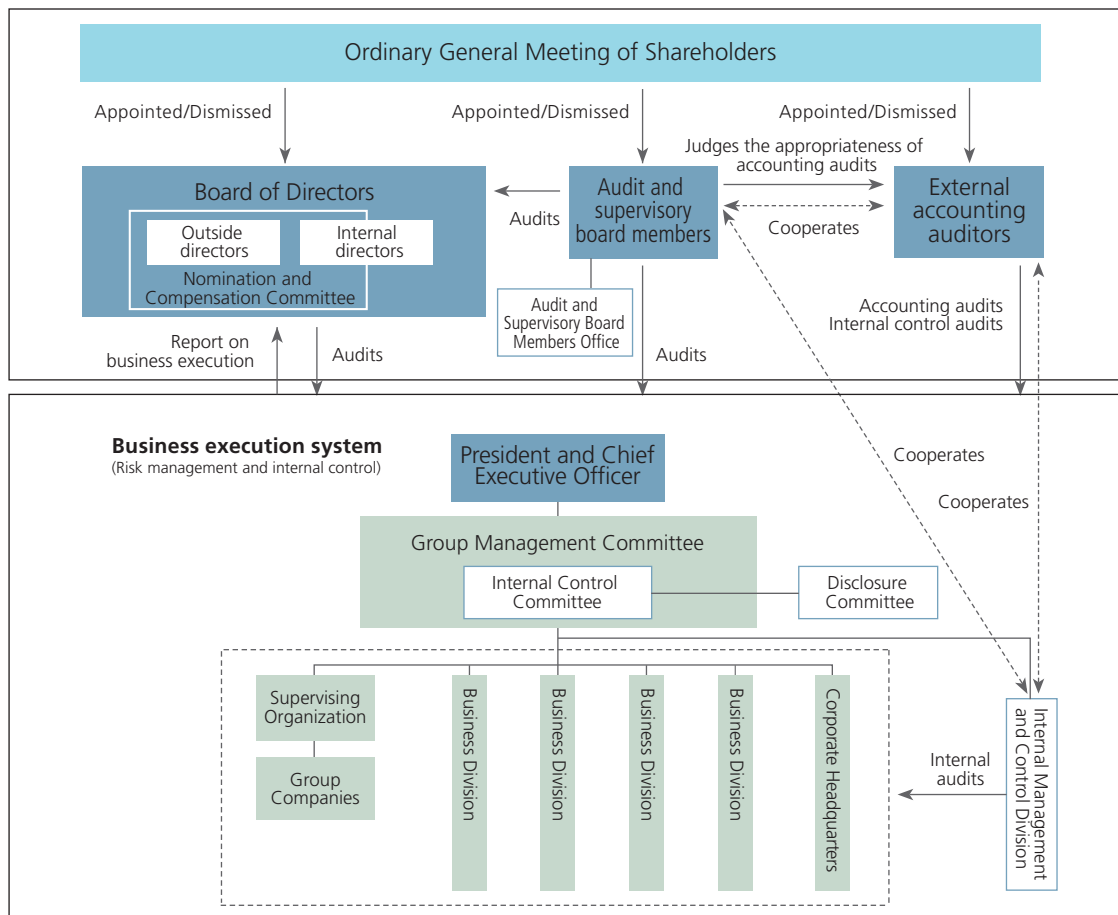 Ordinary General Meeting of Shareholders
Appointed/Dismissed
Appointed/Dismissed
Appointed/Dismissed
Judges the appropriateness of
accounting audits
Board of Directors
Outside
directors
Internal
directors
Nomination and
Compensation Committee
Audits
Audit and
supervisory
board members
Cooperates
External
accounting
auditors
Audit and
Supervisory Board
Members Office
Report on
business execution
Audits
Audits
Accounting audits
Internal control audits
Business execution system
(Risk management and internal control)
President and Chief
Executive Officer
Cooperates
Cooperates
Group Management Committee
Internal Control
Committee
Disclosure
Committee
Supervising
Organization
Group
Companies
Business Division
Business Division
Business Division
Business Division
Corporate Headquarters
Internal
audits
Internal Management
and Control Division